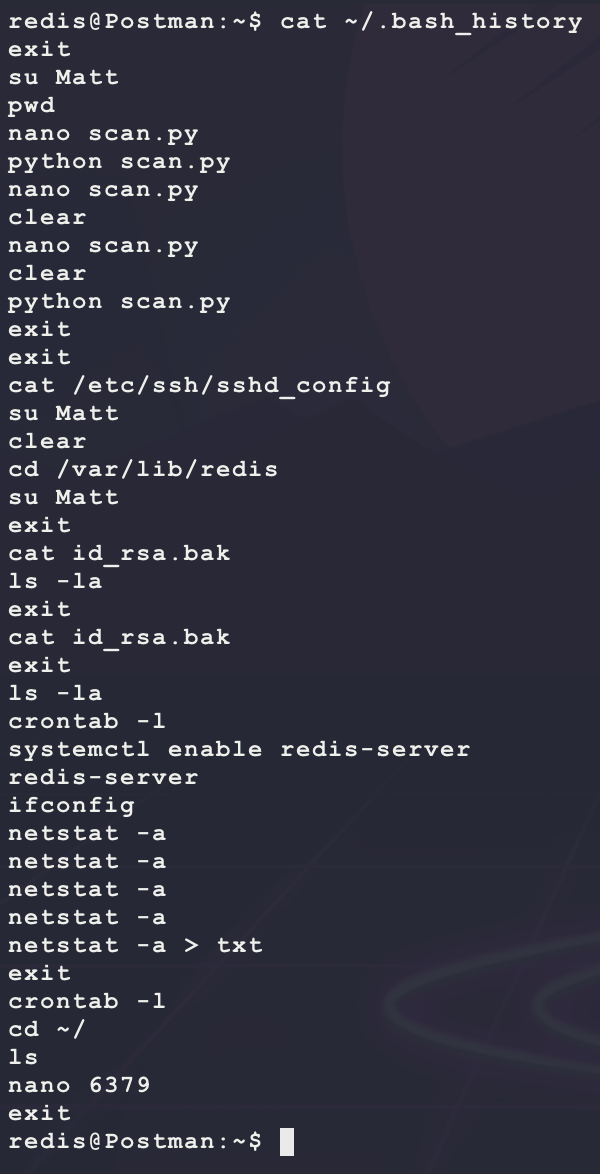 redis@Postman:~$ cat ~/.bash_history
exit
su Matt
pwd
nano scan.py
python scan.py
nano scan.py
clear
nano scan.py
clear
python scan.py
exit
exit
cat /etc/ssh/sshd_config
su Matt
clear
cd /var/lib/redis
su Matt
exit
cat id_rsa.bak
ls -la
exit
cat id_rsa.bak
exit
ls -la
crontab -l
systemctl enable redis-server
redis-server
ifconfig
netstat -a
netstat -a
netstat -a
netstat -a
netstat -a > txt
exit
crontab -l
cd ~/
ls
nano 6379
exit
redis@Postman:~$